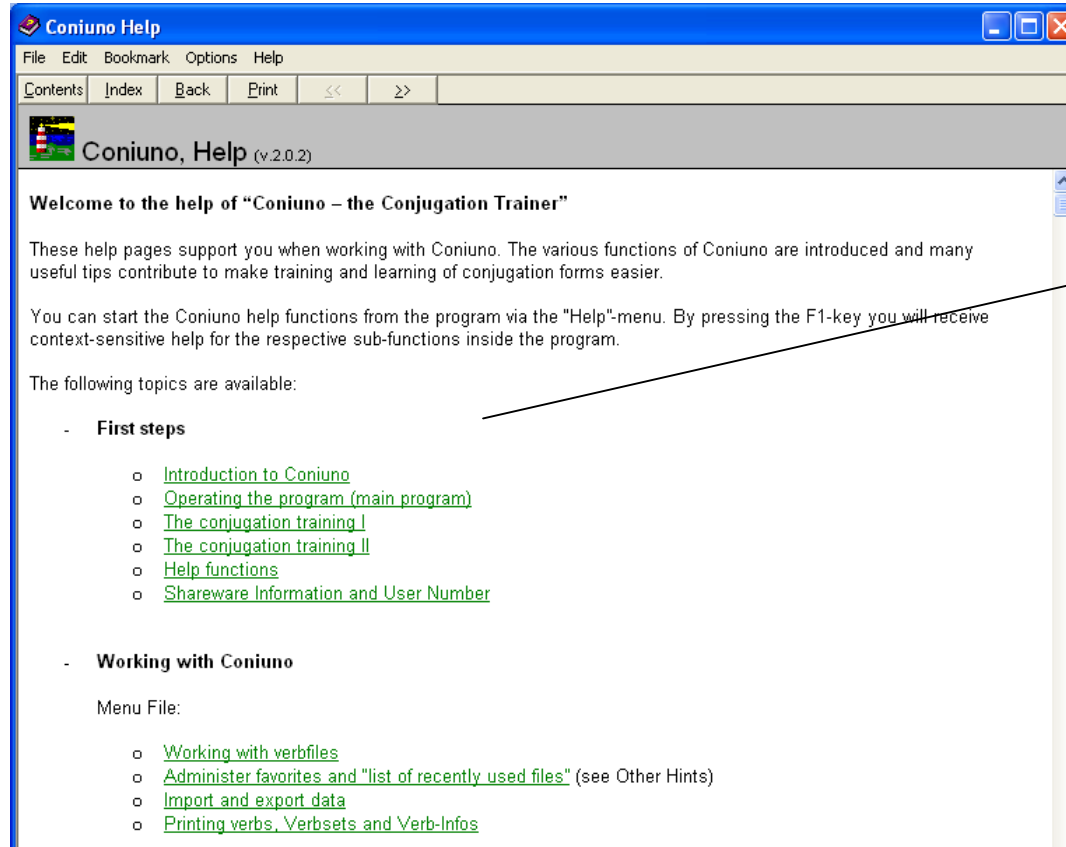 Coniuno Help
File Edit Bookmark Options Help
Contents Index Back Print << >>
Coniuno, Help (v.2.0.2)
Welcome to the help of “Coniuno – the Conjugation Trainer”
These help pages support you when working with Coniuno. The various functions of Coniuno are introduced and many
useful tips contribute to make training and learning of conjugation forms easier.
You can start the Coniuno help functions from the program via the "Help"-menu. By pressing the F1-key you will receive
context-sensitive help for the respective sub-functions inside the program.
The following topics are available:
- First steps
o Introduction to Coniuno
o Operating the program (main program)
o The conjugation training I
o The conjugation training II
o Help functions
o Shareware Information and User Number
- Working with Coniuno
Menu File:
o Working with verbfiles
o Administer favorites and "list of recently used files" (see Other Hints)
o Import and export data
o Printing verbs, Verbsets and Verb-Infos